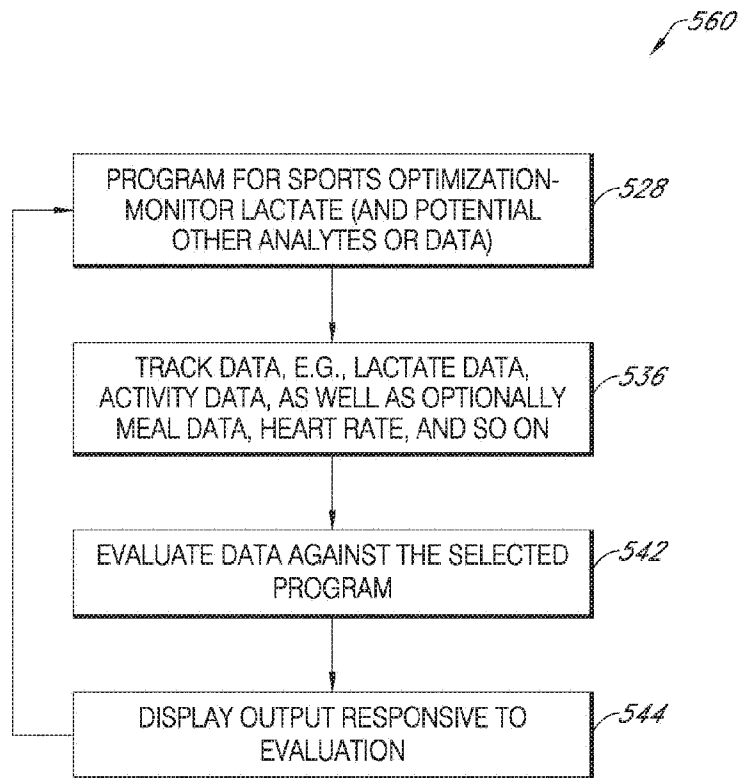 560
PROGRAM FOR SPORTS OPTIMIZATION-
MONITOR LACTATE (AND POTENTIAL
OTHER ANALYTES OR DATA)
528
TRACK DATA, E.G., LACTATE DATA,
ACTIVITY DATA, AS WELL AS OPTIONALLY
MEAL DATA, HEART RATE, AND SO ON
536
EVALUATE DATA AGAINST THE SELECTED
PROGRAM
542
DISPLAY OUTPUT RESPONSIVE TO
EVALUATION
544